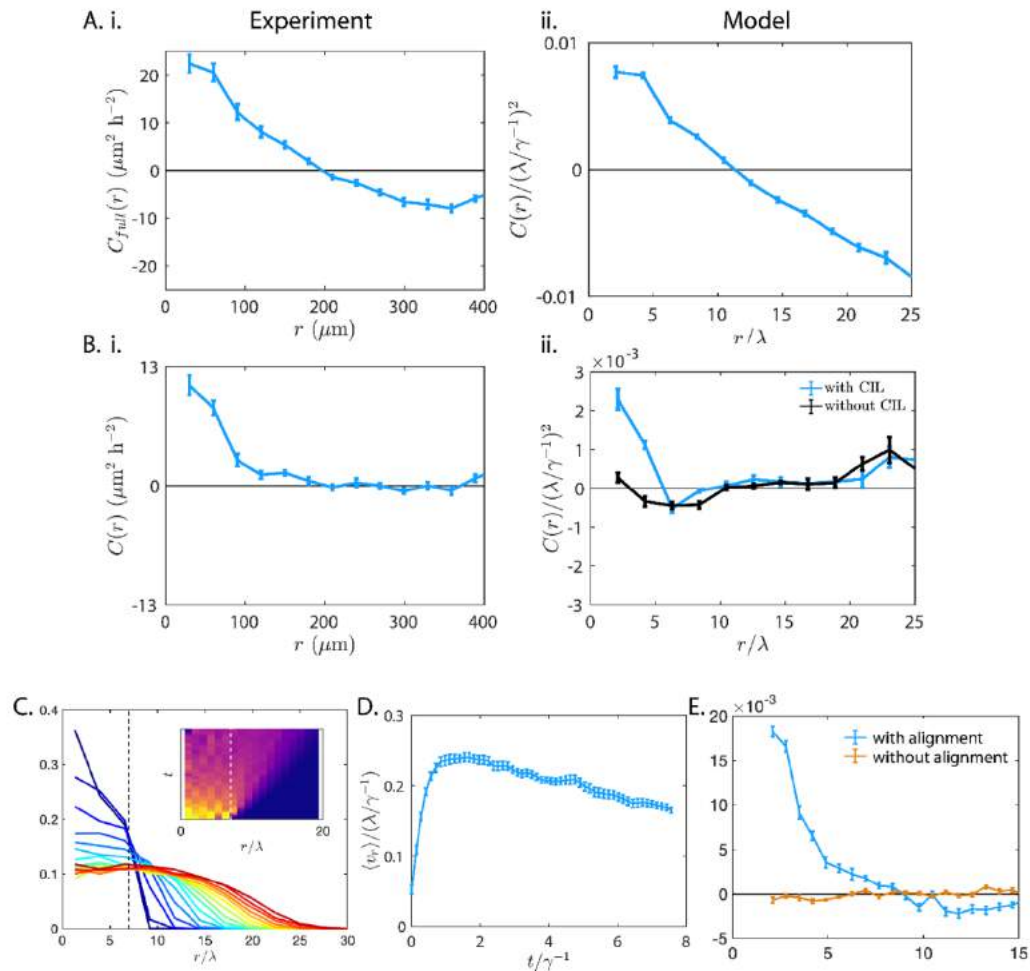 A. i. Experiment ii. Model
C_{full}(r) (μm² h⁻²)
20
10
0
-10
-20
0 100 200 300 400
r (μm)
C(r)/(λ/γ⁻¹)²
0.01
0
-0.01
0 5 10 15 20 25
r/λ
B. i. ii.
C(r) (μm² h⁻²)
13
0
-13
0 100 200 300 400
r (μm)
×10⁻³
C(r)/(λ/γ⁻¹)²
3
2
1
0
-1
-2
-3
with CIL
without CIL
0 5 10 15 20 25
r/λ
C.
0.4
0.3
0.2
0.1
0
0 5 10 15 20 25 30
r/λ
t
0 20
r/λ
D.
⟨v_r⟩/(λ/γ⁻¹)
0.3
0.2
0.1
0
0 2 4 6 8
t/γ⁻¹
E.
×10⁻³
20
15
10
5
0
-5
with alignment
without alignment
0 5 10 15